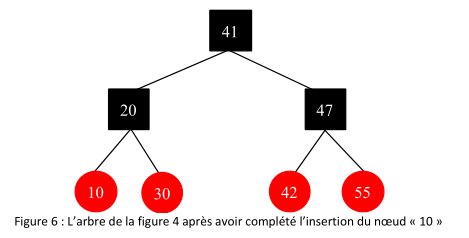 41
20 47
10 30 42 55
Figure 6 : L'arbre de la figure 4 après avoir complété l'insertion du nœud « 10 »